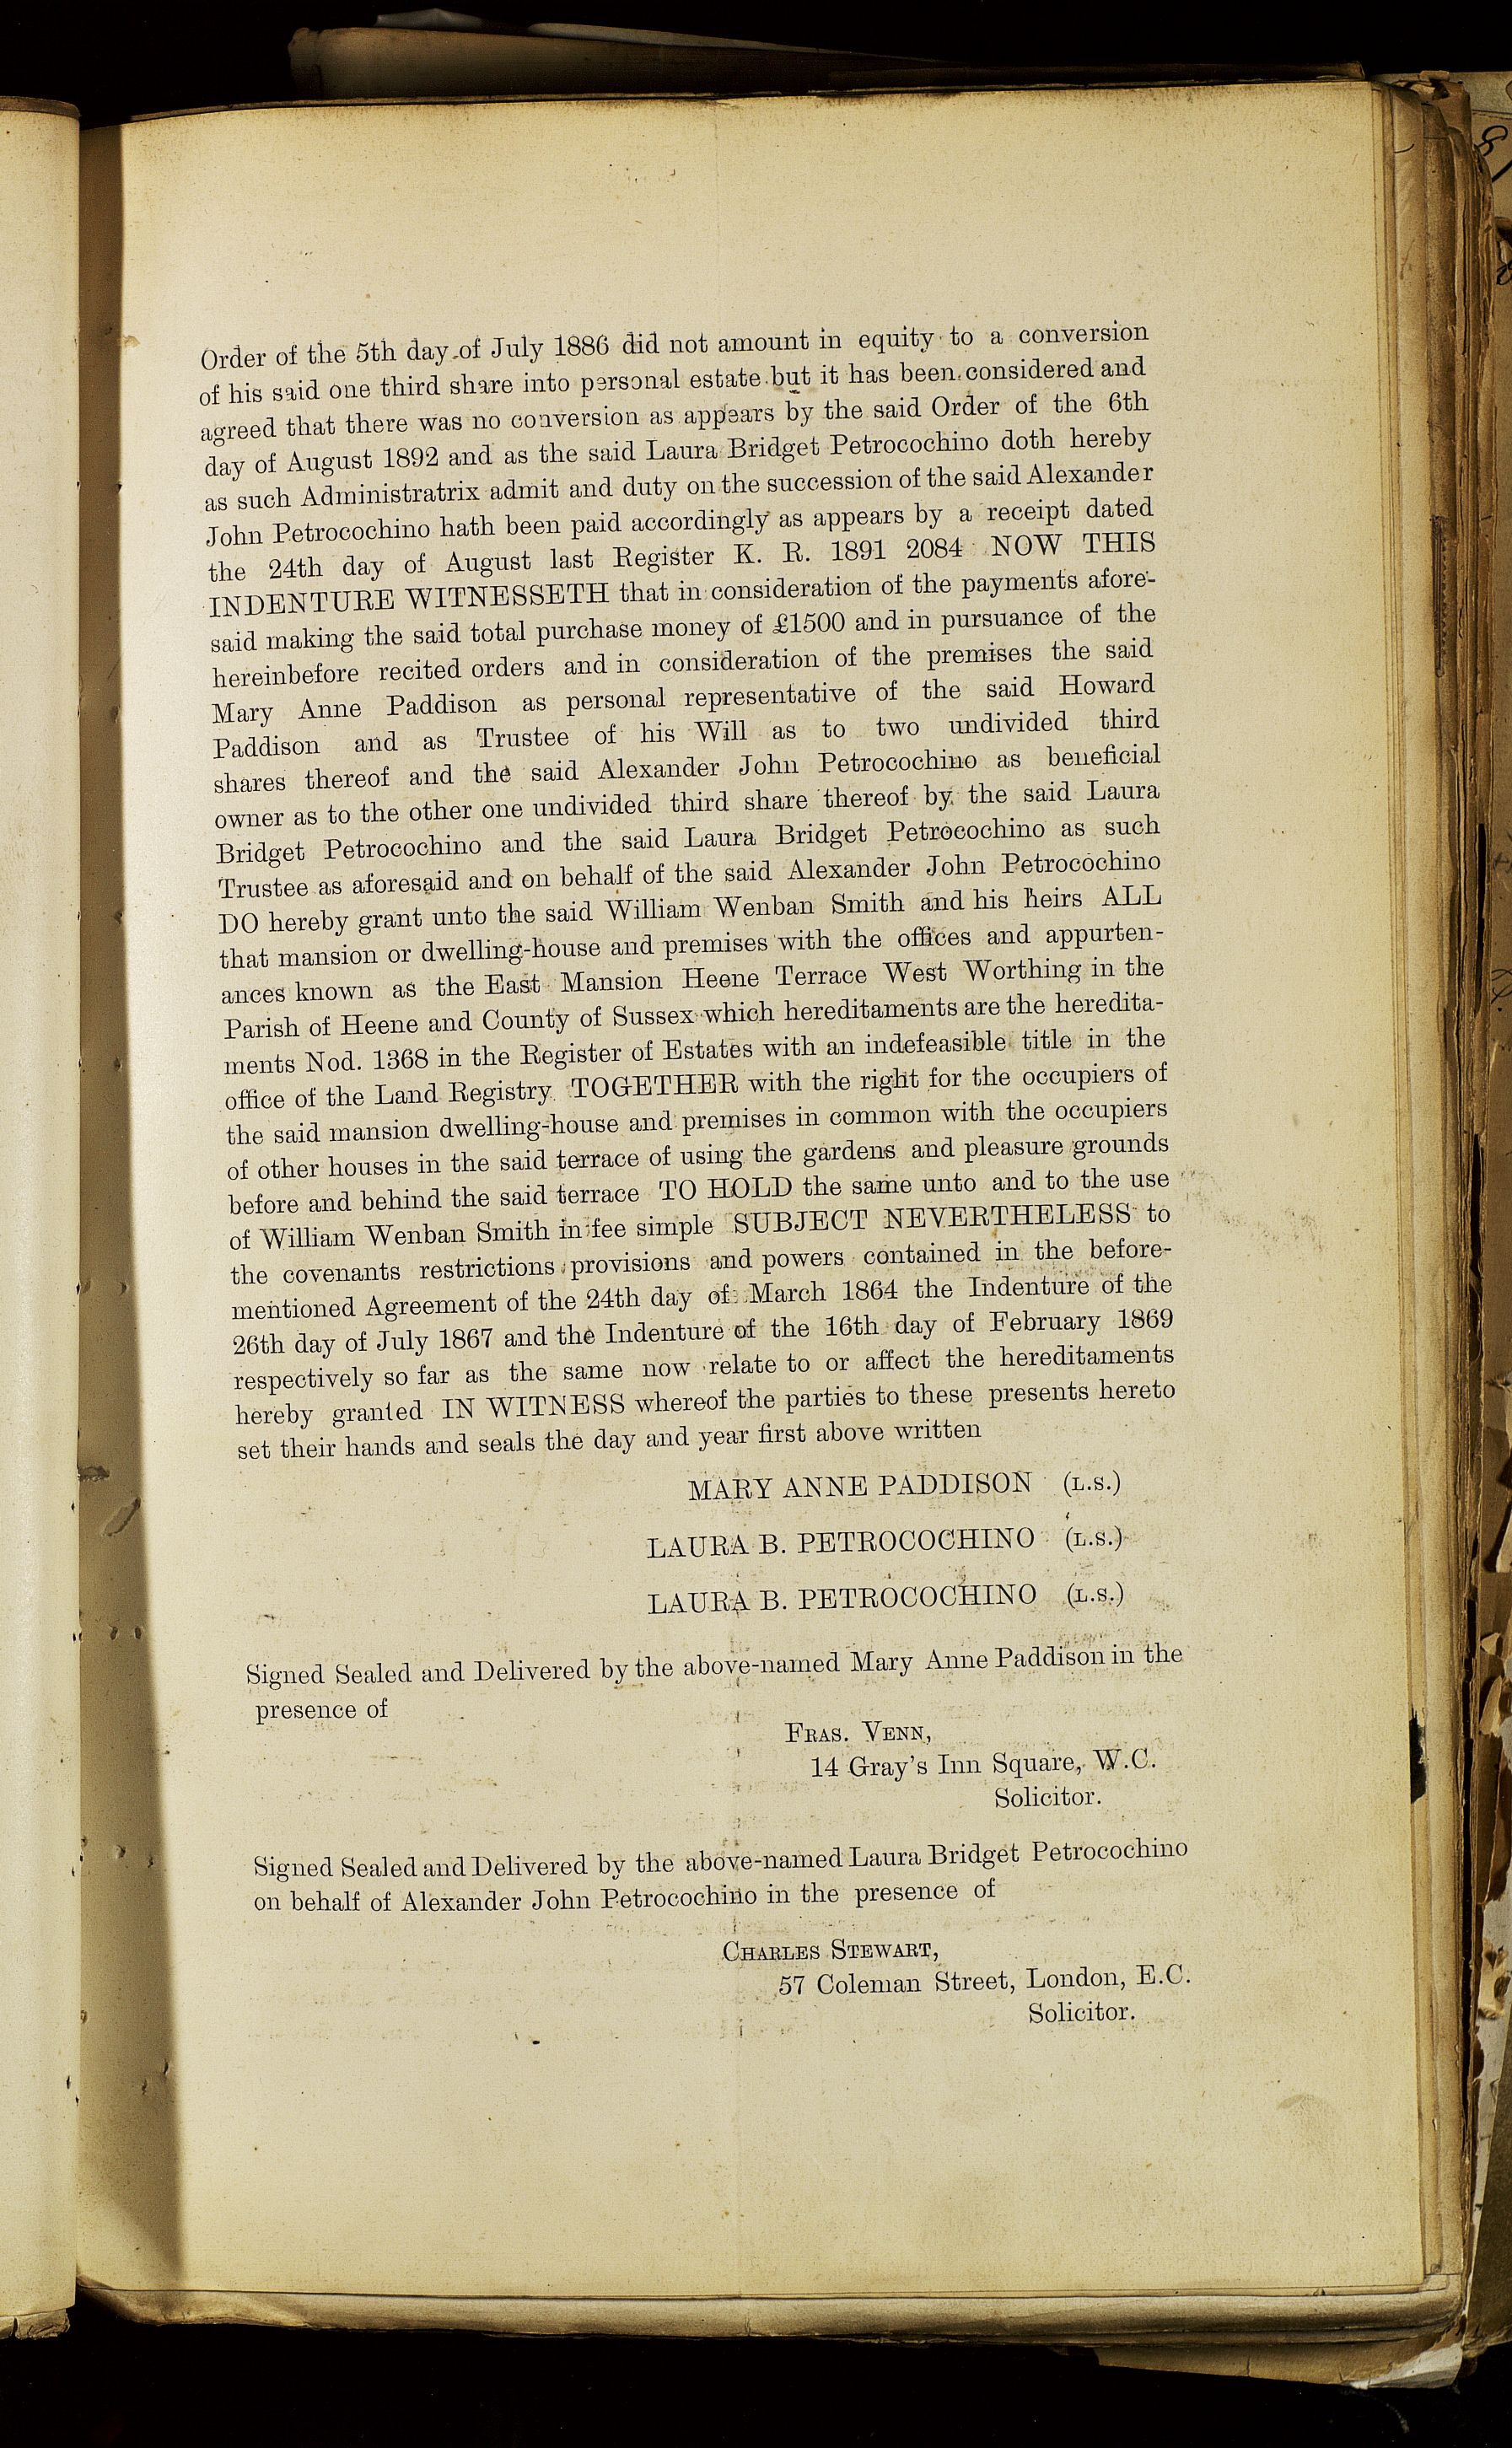 Order of the 5th day of July 1886 did not amount in equity to a conversion
of his said one third share into personal estate but it has been considered and
agreed that there was no conversion as appears by the said Order of the 6th
day of August 1892 and as the said Laura Bridget Petrocochino doth hereby
as such Administratrix admit and duty on the succession of the said Alexander
John Petrocochino hath been paid accordingly as appears by a receipt dated
the 24th day of August last Register K. R. 1891 2084 NOW THIS
INDENTURE WITNESSETH that in consideration of the payments afore-
said making the said total purchase money of £1500 and in pursuance of the
hereinbefore recited orders and in consideration of the premises the said
Mary Anne Paddison as personal representative of the said Howard
Paddison and as Trustee of his Will as to two undivided third
shares thereof and the said Alexander John Petrocochino as beneficial
owner as to the other one undivided third share thereof by the said Laura
Bridget Petrocochino and the said Laura Bridget Petrocochino as such
Trustee as aforesaid and on behalf of the said Alexander John Petrocochino
DO hereby grant unto the said William Wenban Smith and his heirs ALL
that mansion or dwelling-house and premises with the offices and appurten-
ances known as the East Mansion Heene Terrace West Worthing in the
Parish of Heene and County of Sussex which hereditaments are the heredita-
ments Nod. 1368 in the Register of Estates with an indefeasible title in the
office of the Land Registry TOGETHER with the right for the occupiers of
the said mansion dwelling-house and premises in common with the occupiers
of other houses in the said terrace of using the gardens and pleasure grounds
before and behind the said terrace TO HOLD the same unto and to the use
of William Wenban Smith in fee simple SUBJECT NEVERTHELESS to
the covenants restrictions provisions and powers contained in the before-
mentioned Agreement of the 24th day of March 1864 the Indenture of the
26th day of July 1867 and the Indenture of the 16th day of February 1869
respectively so far as the same now relate to or affect the hereditaments
hereby granted IN WITNESS whereof the parties to these presents hereto
set their hands and seals the day and year first above written
MARY ANNE PADDISON (L.S.)
LAURA B. PETROCOCHINO (L.S.)
LAURA B. PETROCOCHINO (L.S.)
Signed Sealed and Delivered by the above-named Mary Anne Paddison in the
presence of
FRAS. VENN,
14 Gray's Inn Square, W.C.
Solicitor.
Signed Sealed and Delivered by the above-named Laura Bridget Petrocochino
on behalf of Alexander John Petrocochino in the presence of
CHARLES STEWART,
57 Coleman Street, London, E.C.
Solicitor.